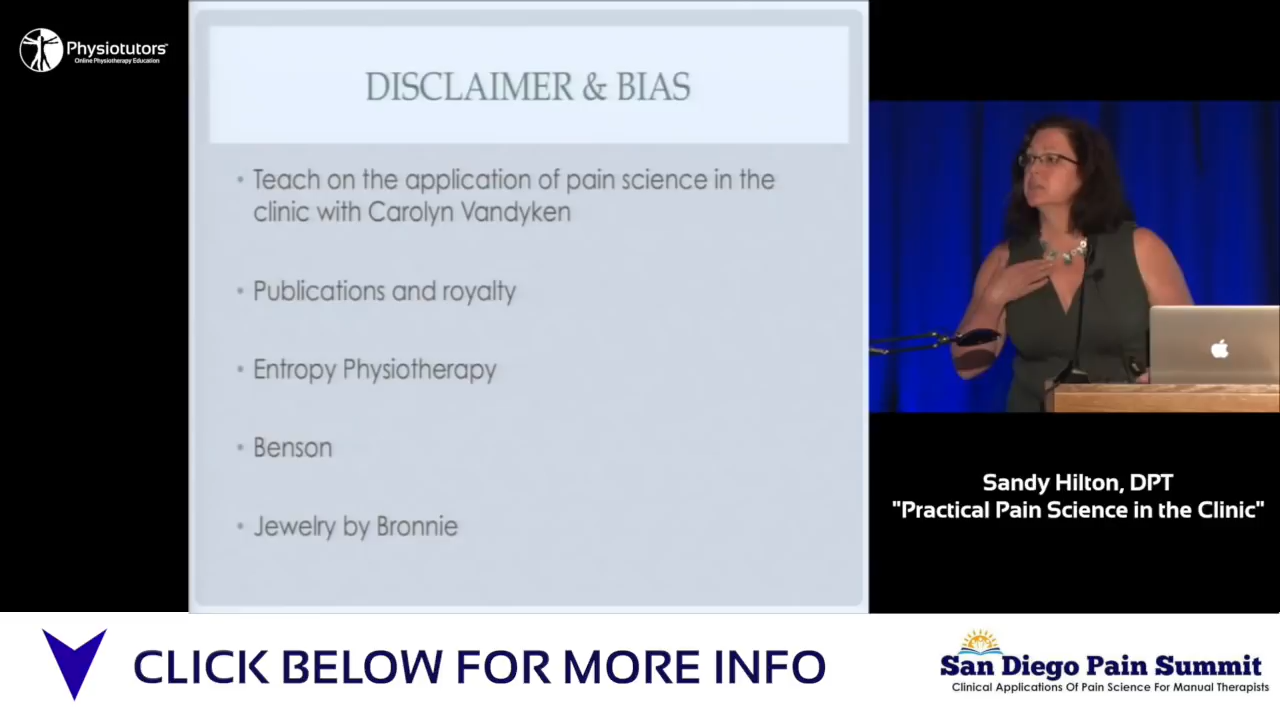 Physiotutors
Online Physiotherapy Education
DISCLAIMER & BIAS
• Teach on the application of pain science in the
clinic with Carolyn Vandyken
• Publications and royalty
• Entropy Physiotherapy
• Benson
• Jewelry by Bronnie
Sandy Hilton, DPT
"Practical Pain Science in the Clinic"
CLICK BELOW FOR MORE INFO
San Diego Pain Summit
Clinical Applications Of Pain Science For Manual Therapists